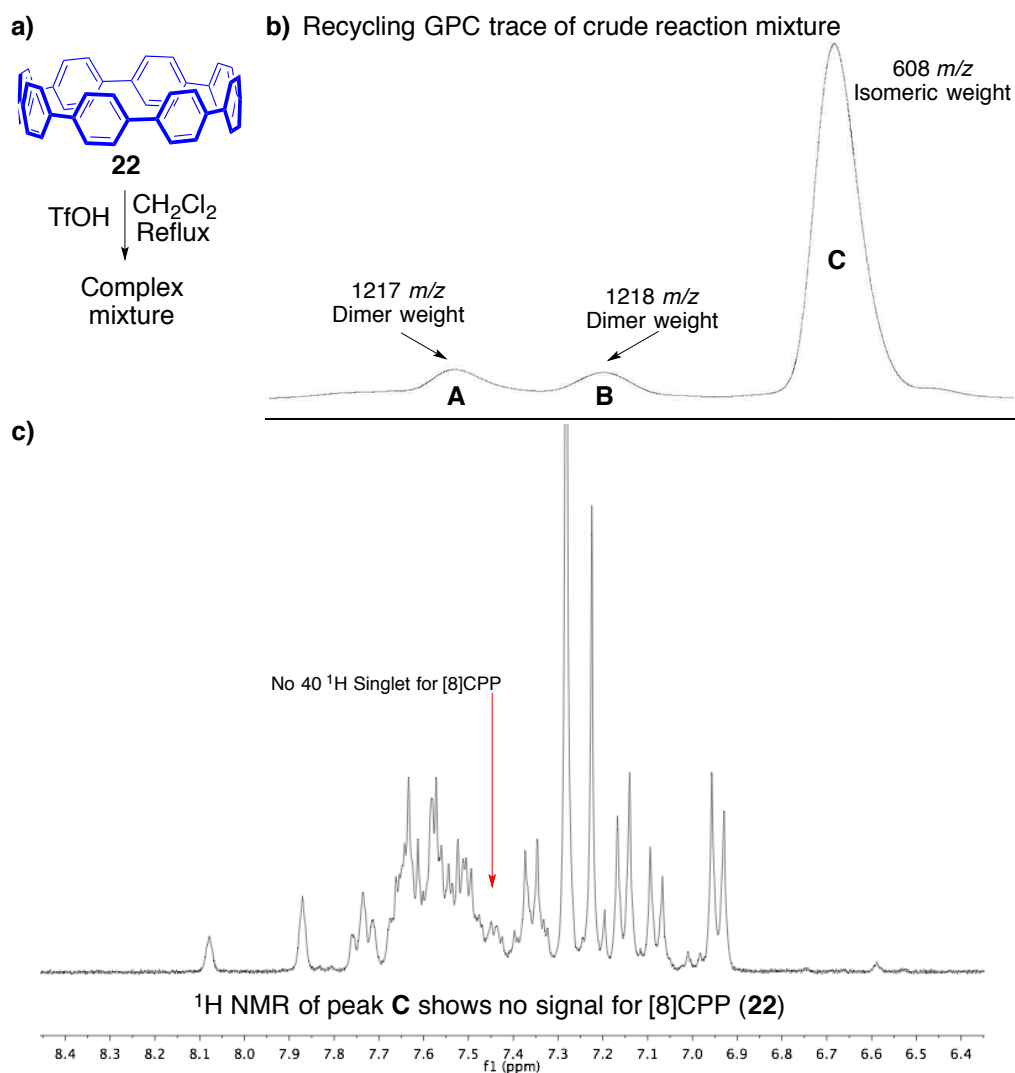 a)
22
TfOH
CH₂Cl₂
Reflux
Complex
mixture
b) Recycling GPC trace of crude reaction mixture
608 m/z
Isomeric weight
C
1217 m/z
Dimer weight
1218 m/z
Dimer weight
A
B
c)
No 40 ¹H Singlet for [8]CPP
¹H NMR of peak C shows no signal for [8]CPP (22)
8.4 8.3 8.2 8.1 8.0 7.9 7.8 7.7 7.6 7.5 7.4 7.3 7.2 7.1 7.0 6.9 6.8 6.7 6.6 6.5 6.4
f1 (ppm)